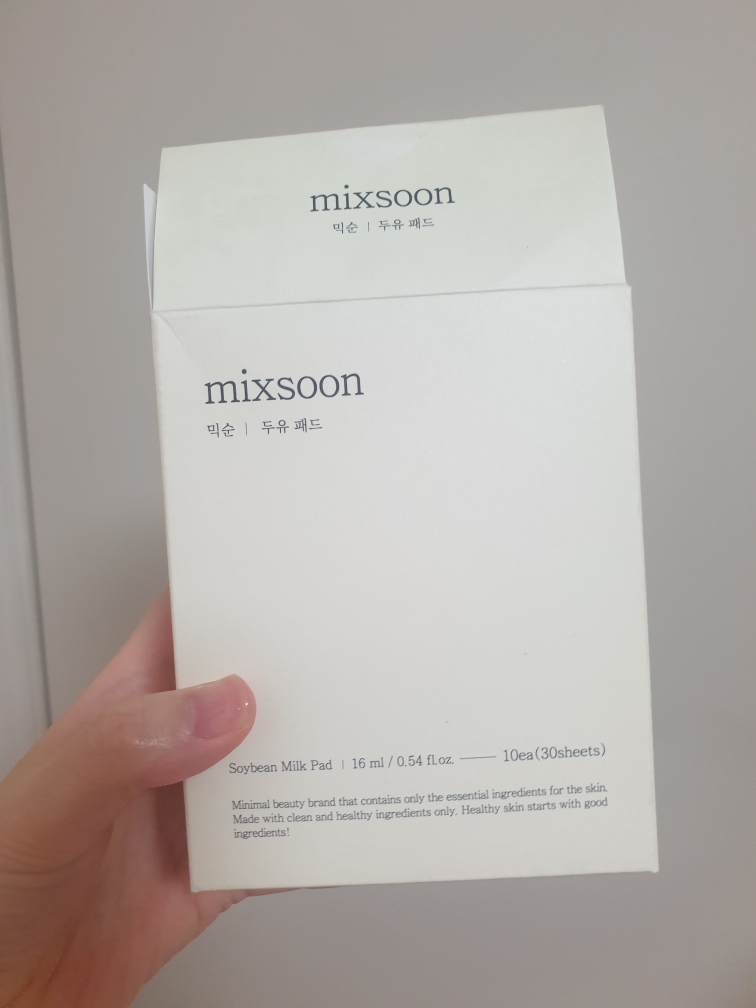 mixsoon
믹순 | 두유 패드
mixsoon
믹순 | 두유 패드
Soybean Milk Pad | 16 ml / 0.54 fl.oz. —— 10ea(30sheets)
Minimal beauty brand that contains only the essential ingredients for the skin.
Made with clean and healthy ingredients only. Healthy skin starts with good
ingredients!